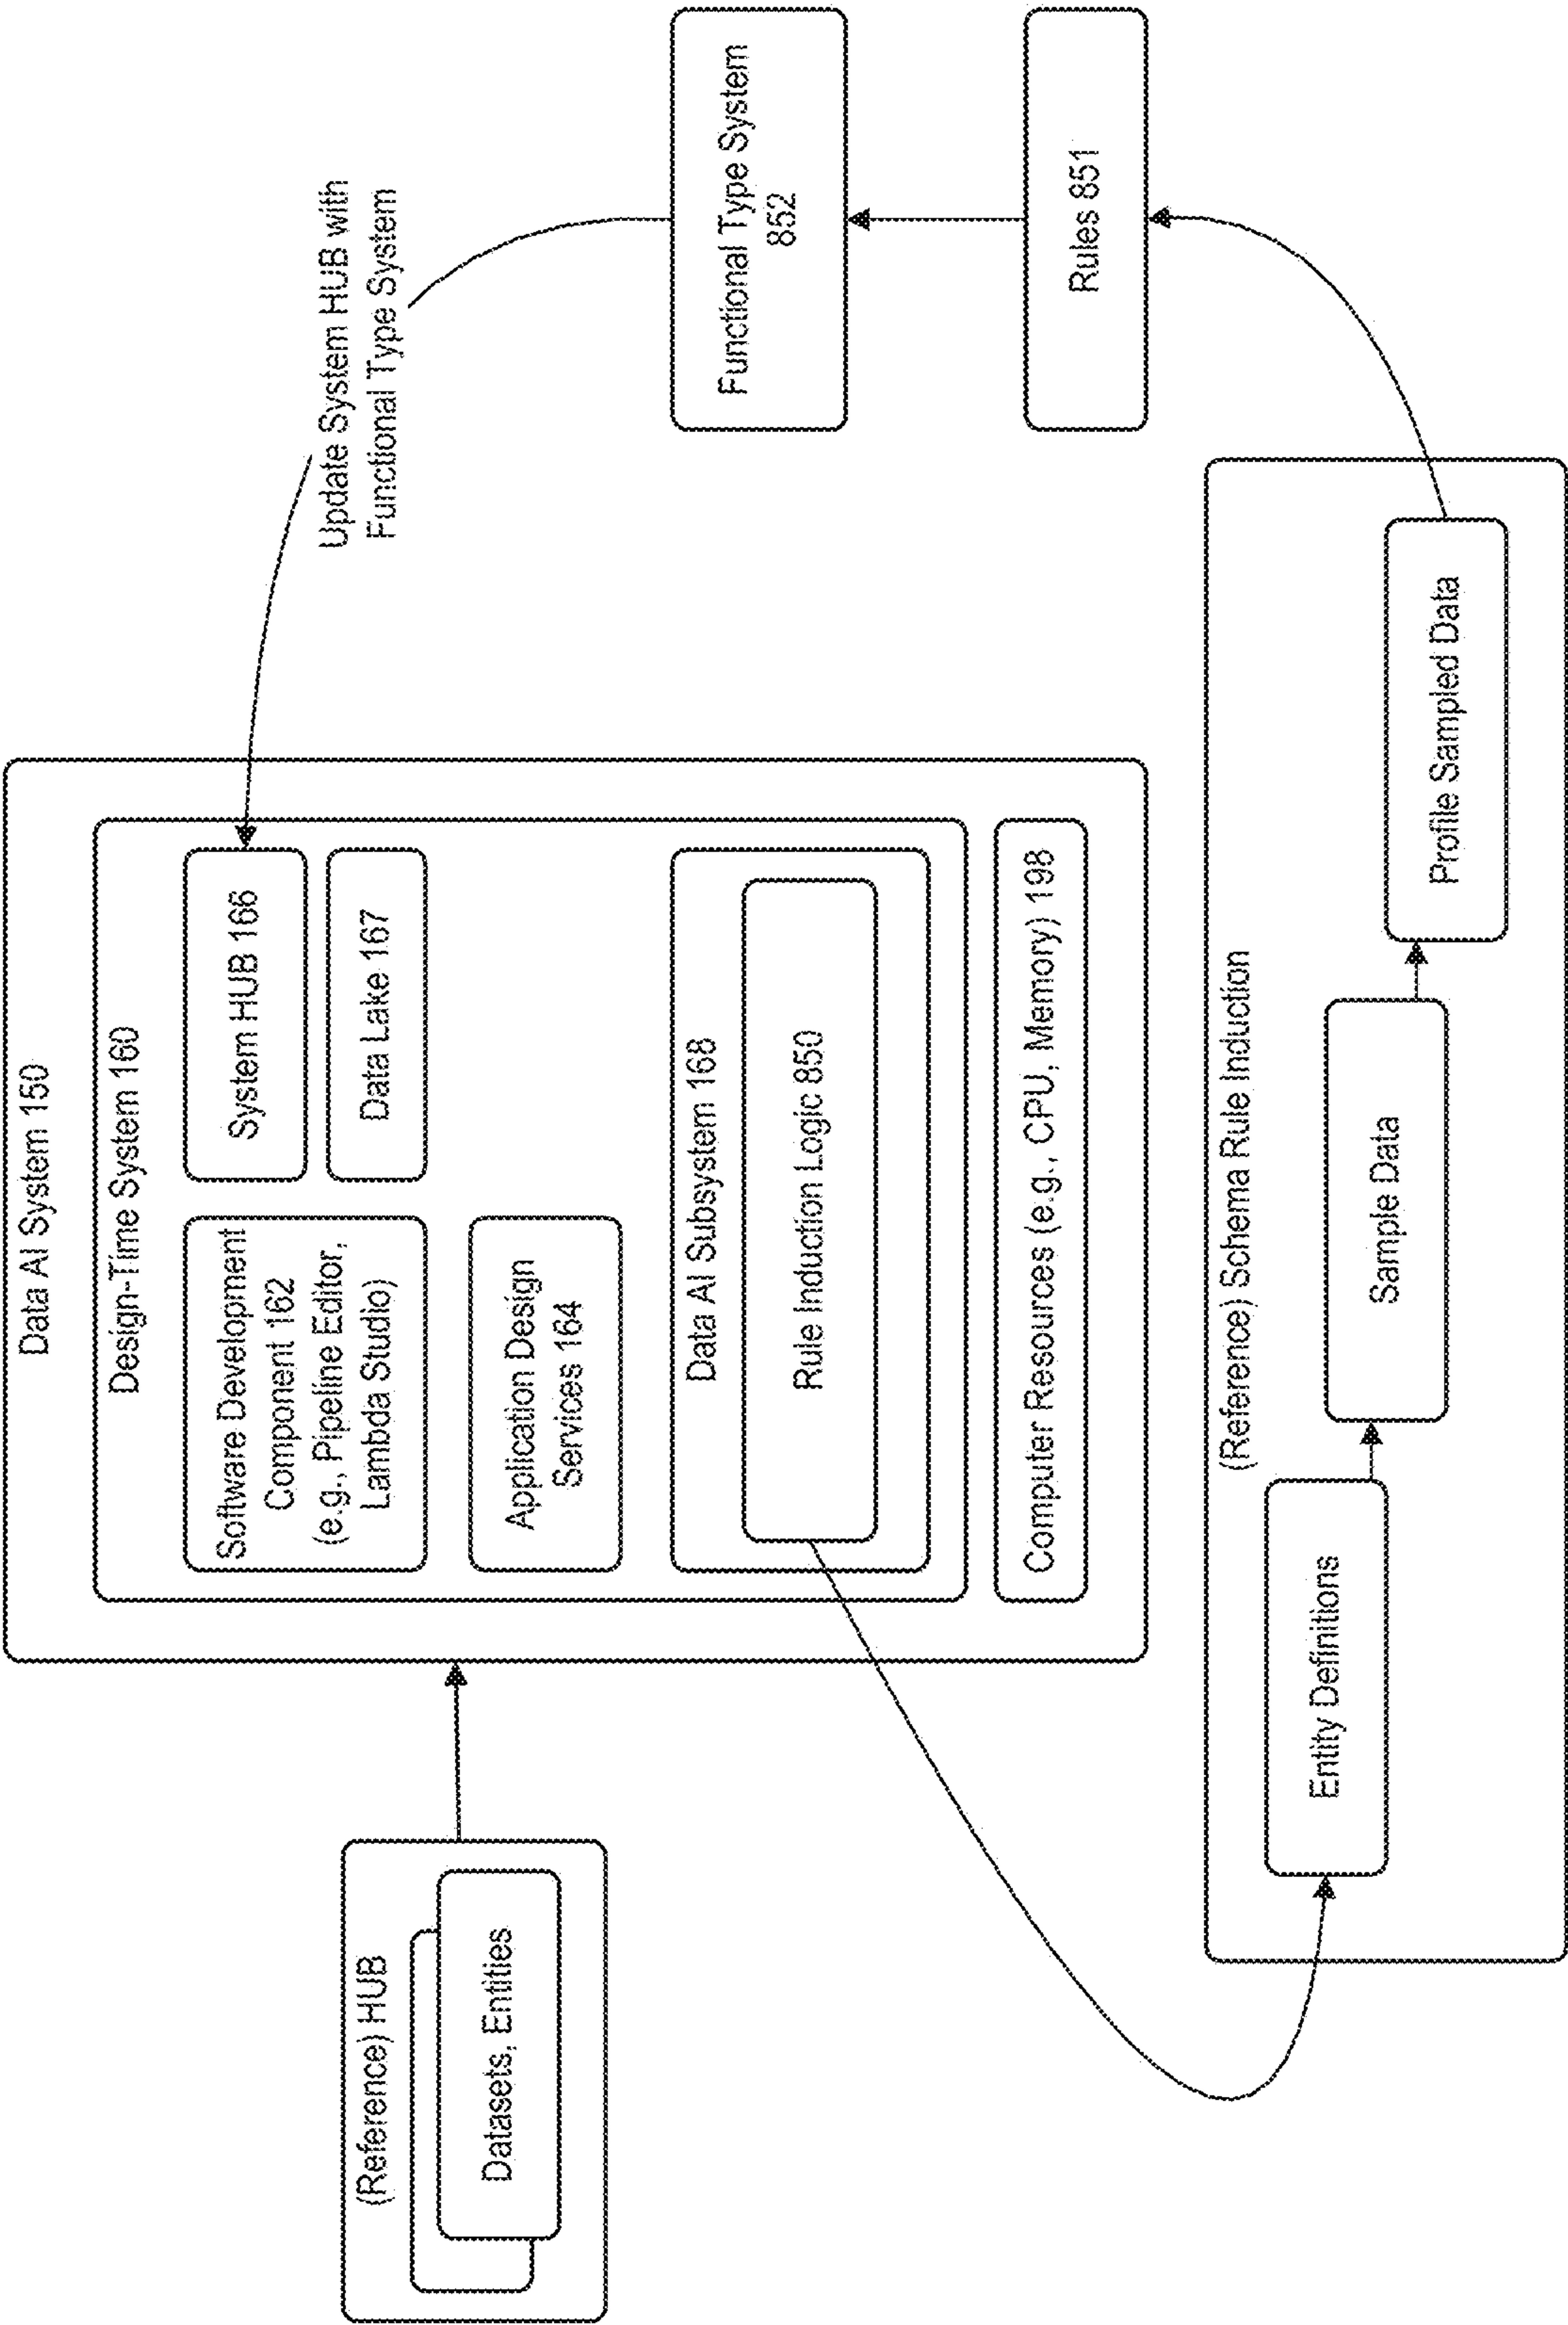 (Reference) HUB
Datasets, Entities
Data AI System 150
Design-Time System 160
Software Development
Component 162
(e.g., Pipeline Editor,
Lambda Studio)
System HUB 166
Data Lake 167
Application Design
Services 164
Data AI Subsystem 168
Rule Induction Logic 850
Computer Resources (e.g., CPU, Memory) 198
Update System HUB with
Functional Type System
Functional Type System
852
Rules 851
(Reference) Schema Rule Induction
Entity Definitions
Sample Data
Profile Sampled Data